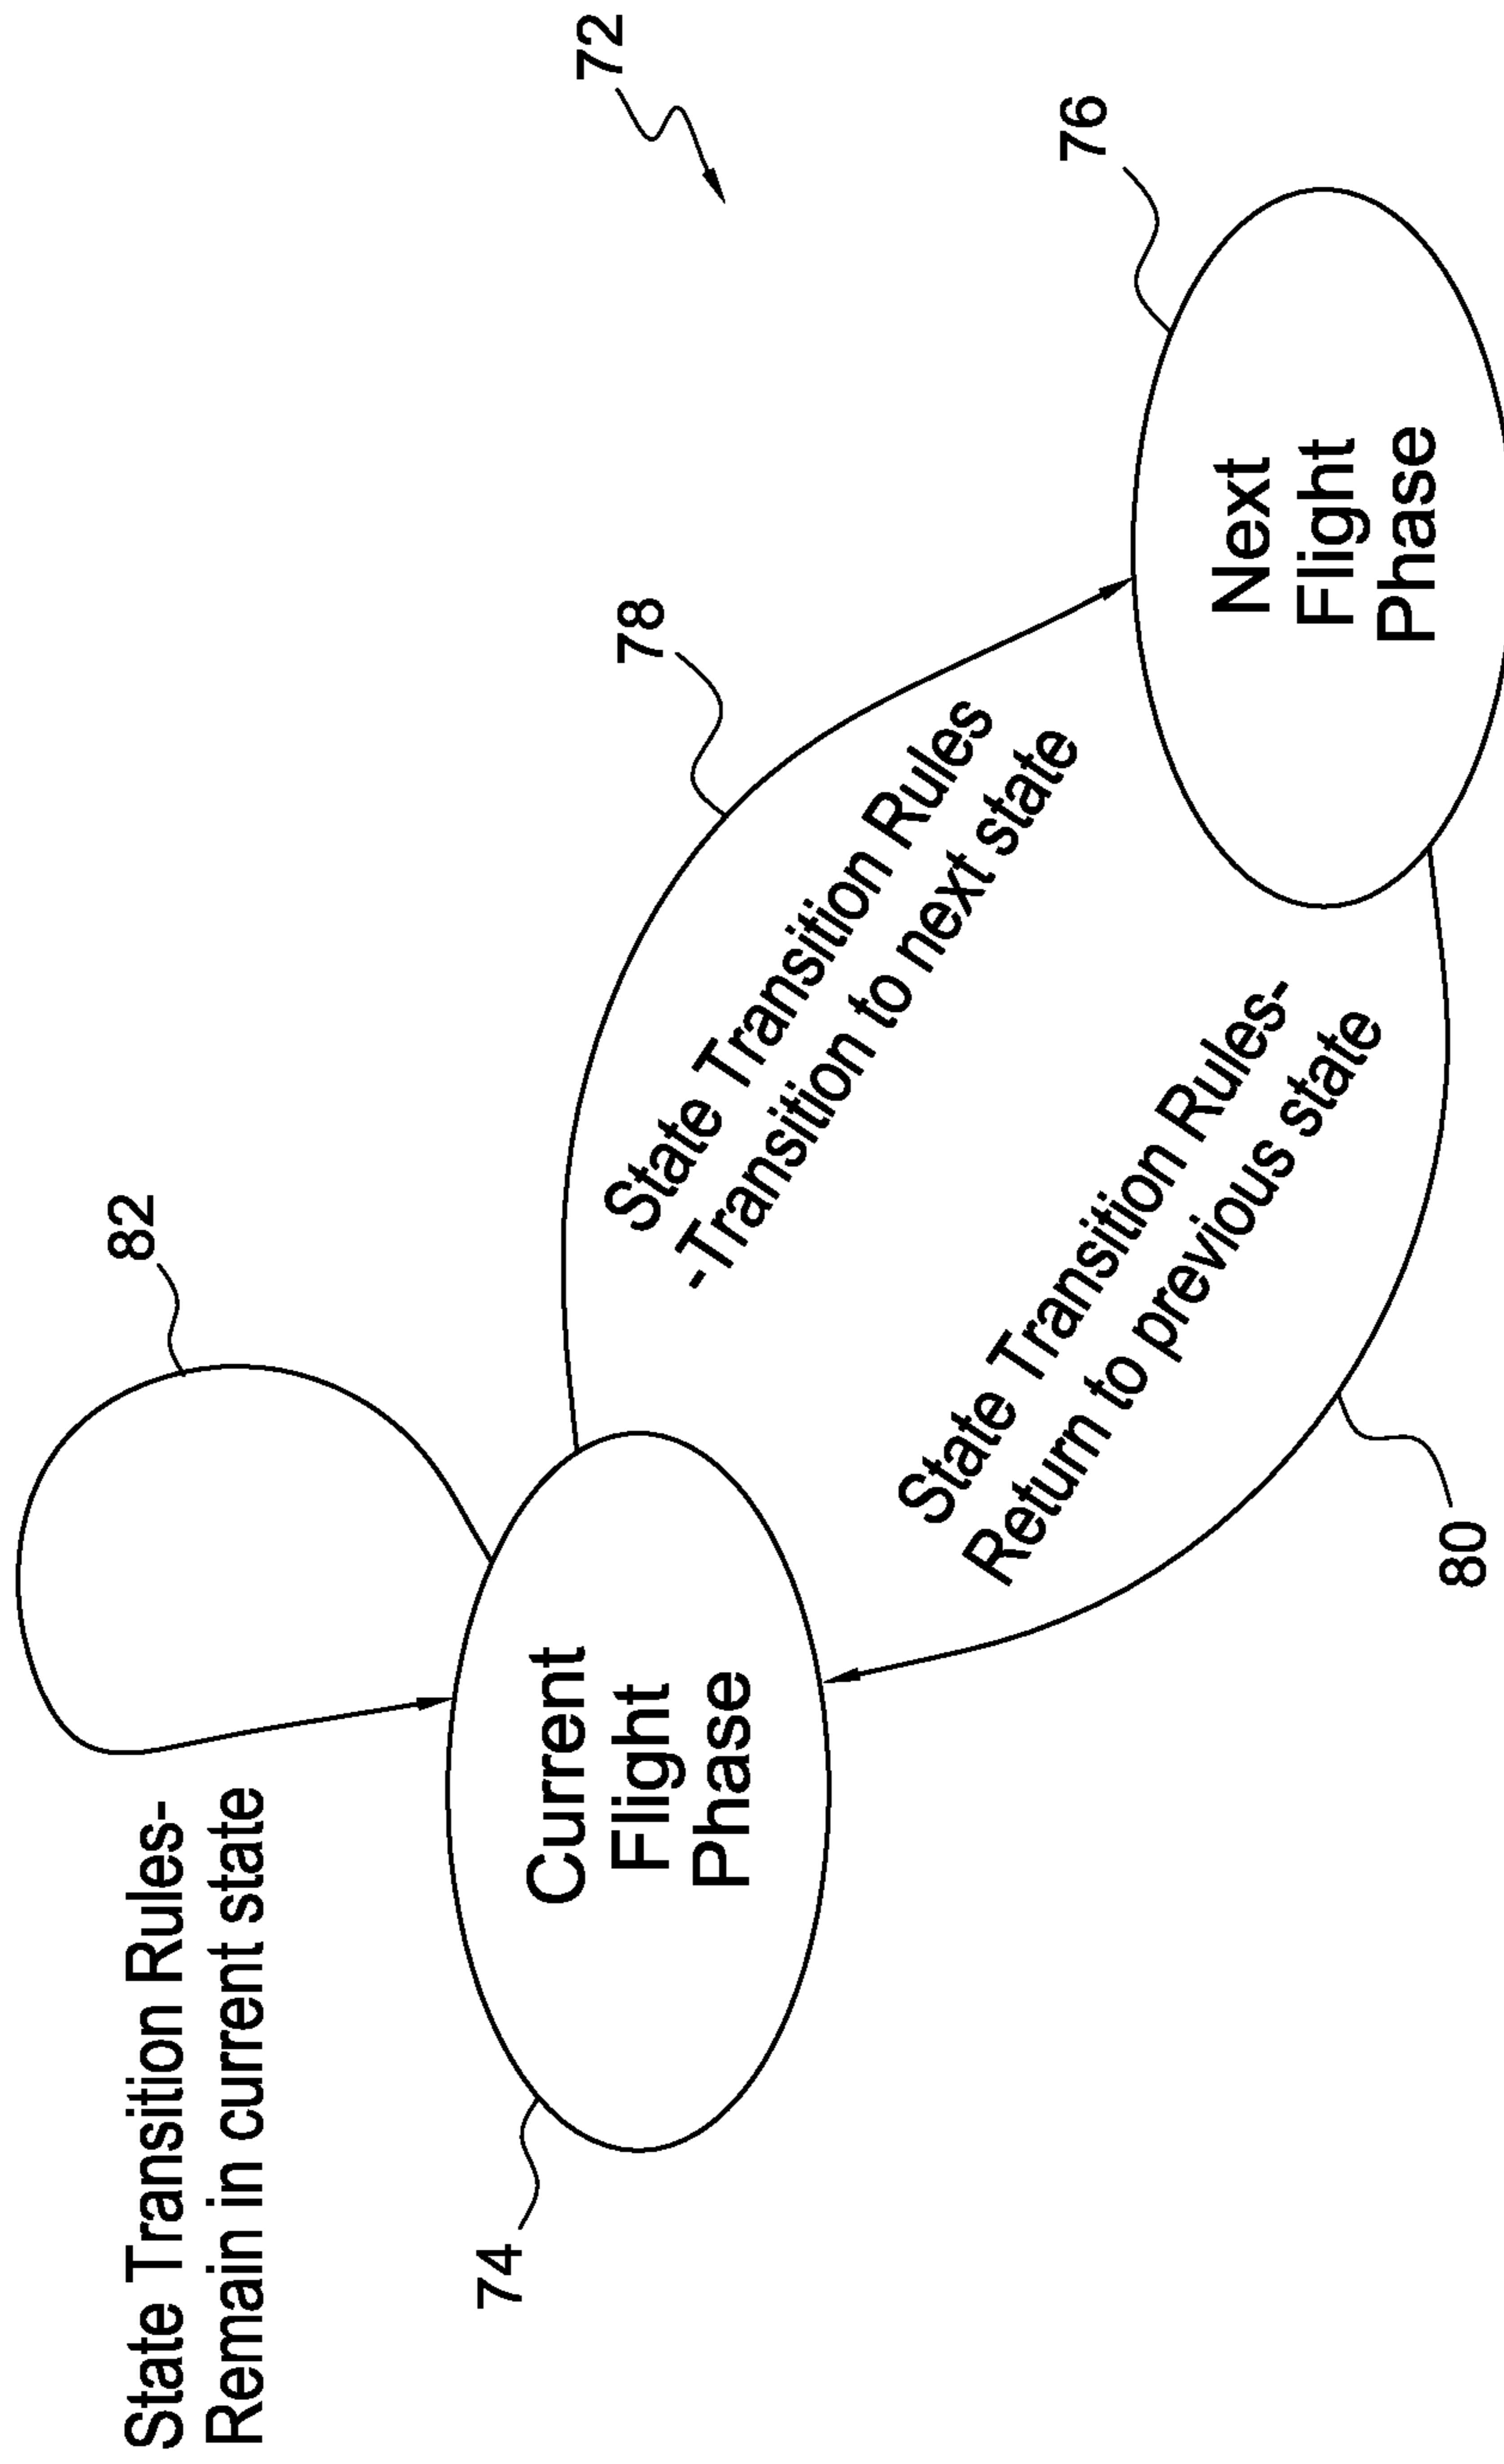 72
82
State Transition Rules-
Remain in current state
78
76
74
Current
Flight
Phase
State Transition Rules
-Transition to next state
Next
Flight
Phase
State Transition Rules-
Return to previous state
80